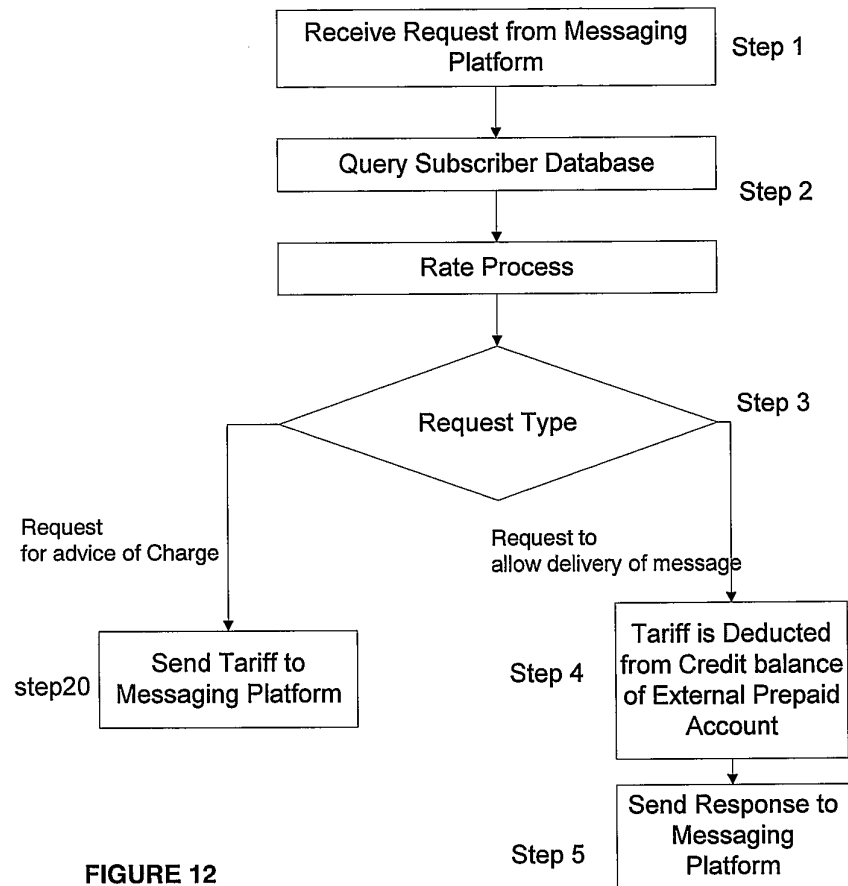 Receive Request from Messaging
Platform
Step 1
Query Subscriber Database
Step 2
Rate Process
Request Type
Step 3
Request
for advice of Charge
Request to
allow delivery of message
Send Tariff to
Messaging Platform
step20
Step 4
Tariff is Deducted
from Credit balance
of External Prepaid
Account
Step 5
Send Response to
Messaging
Platform
FIGURE 12